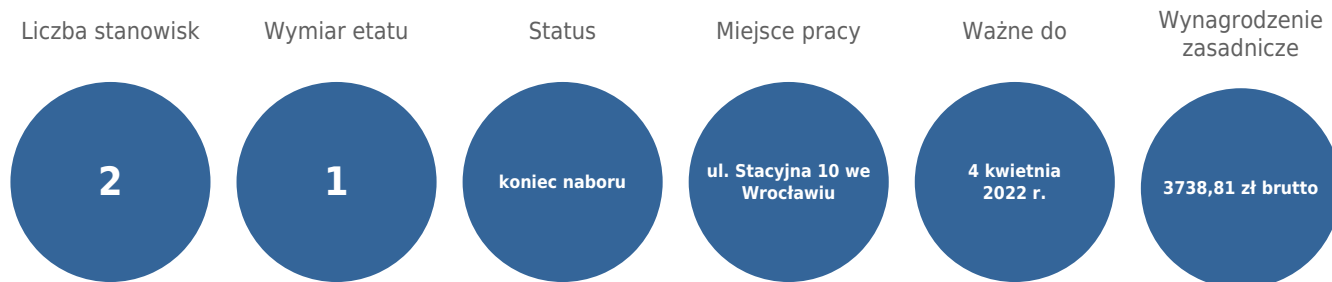 Liczba stanowisk
2
Wymiar etatu
1
Status
koniec naboru
Miejsce pracy
ul. Stacyjna 10 we
Wrocławiu
Ważne do
4 kwietnia
2022 r.
Wynagrodzenie
zasadnicze
3738,81 zł brutto